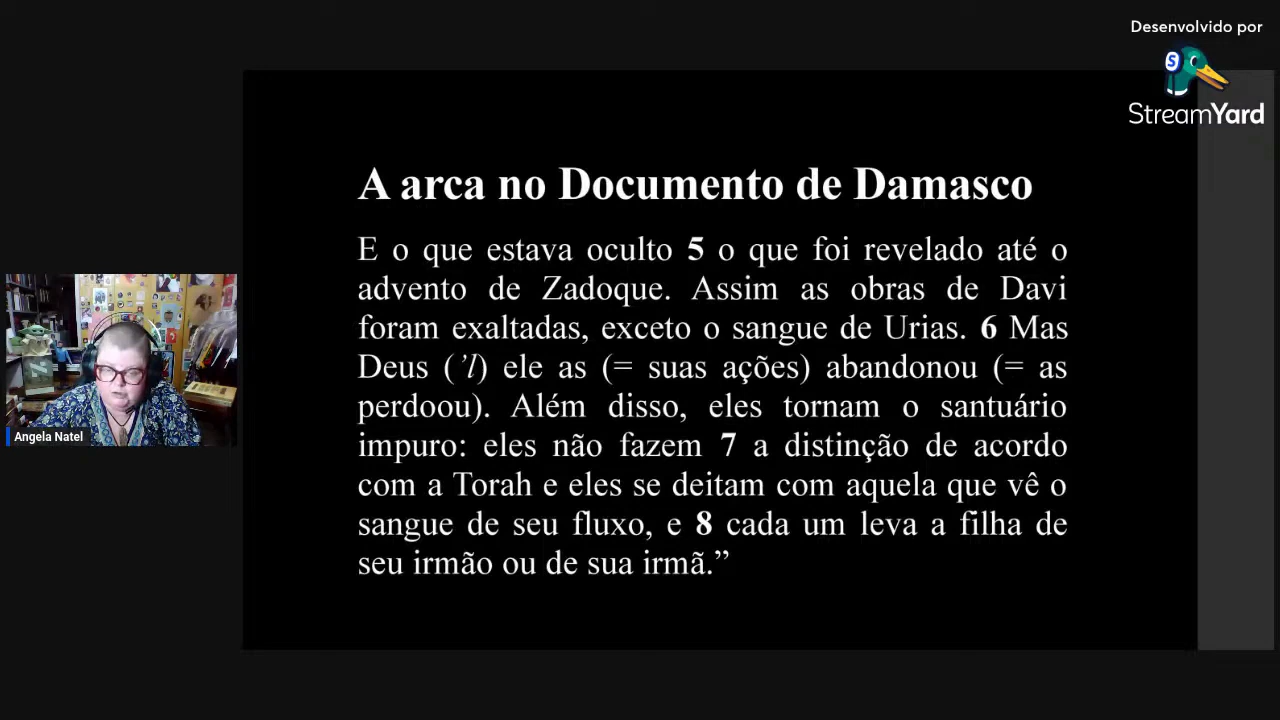 Desenvolvido por
StreamYard
A arca no Documento de Damasco
E o que estava oculto 5 o que foi revelado até o
advento de Zadoque. Assim as obras de Davi
foram exaltadas, exceto o sangue de Urias. 6 Mas
Deus (’l) ele as (= suas ações) abandonou (= as
perdoou). Além disso, eles tornam o santuário
impuro: eles não fazem 7 a distinção de acordo
com a Torah e eles se deitam com aquela que vê o
sangue de seu fluxo, e 8 cada um leva a filha de
seu irmão ou de sua irmã.”
Angela Natel